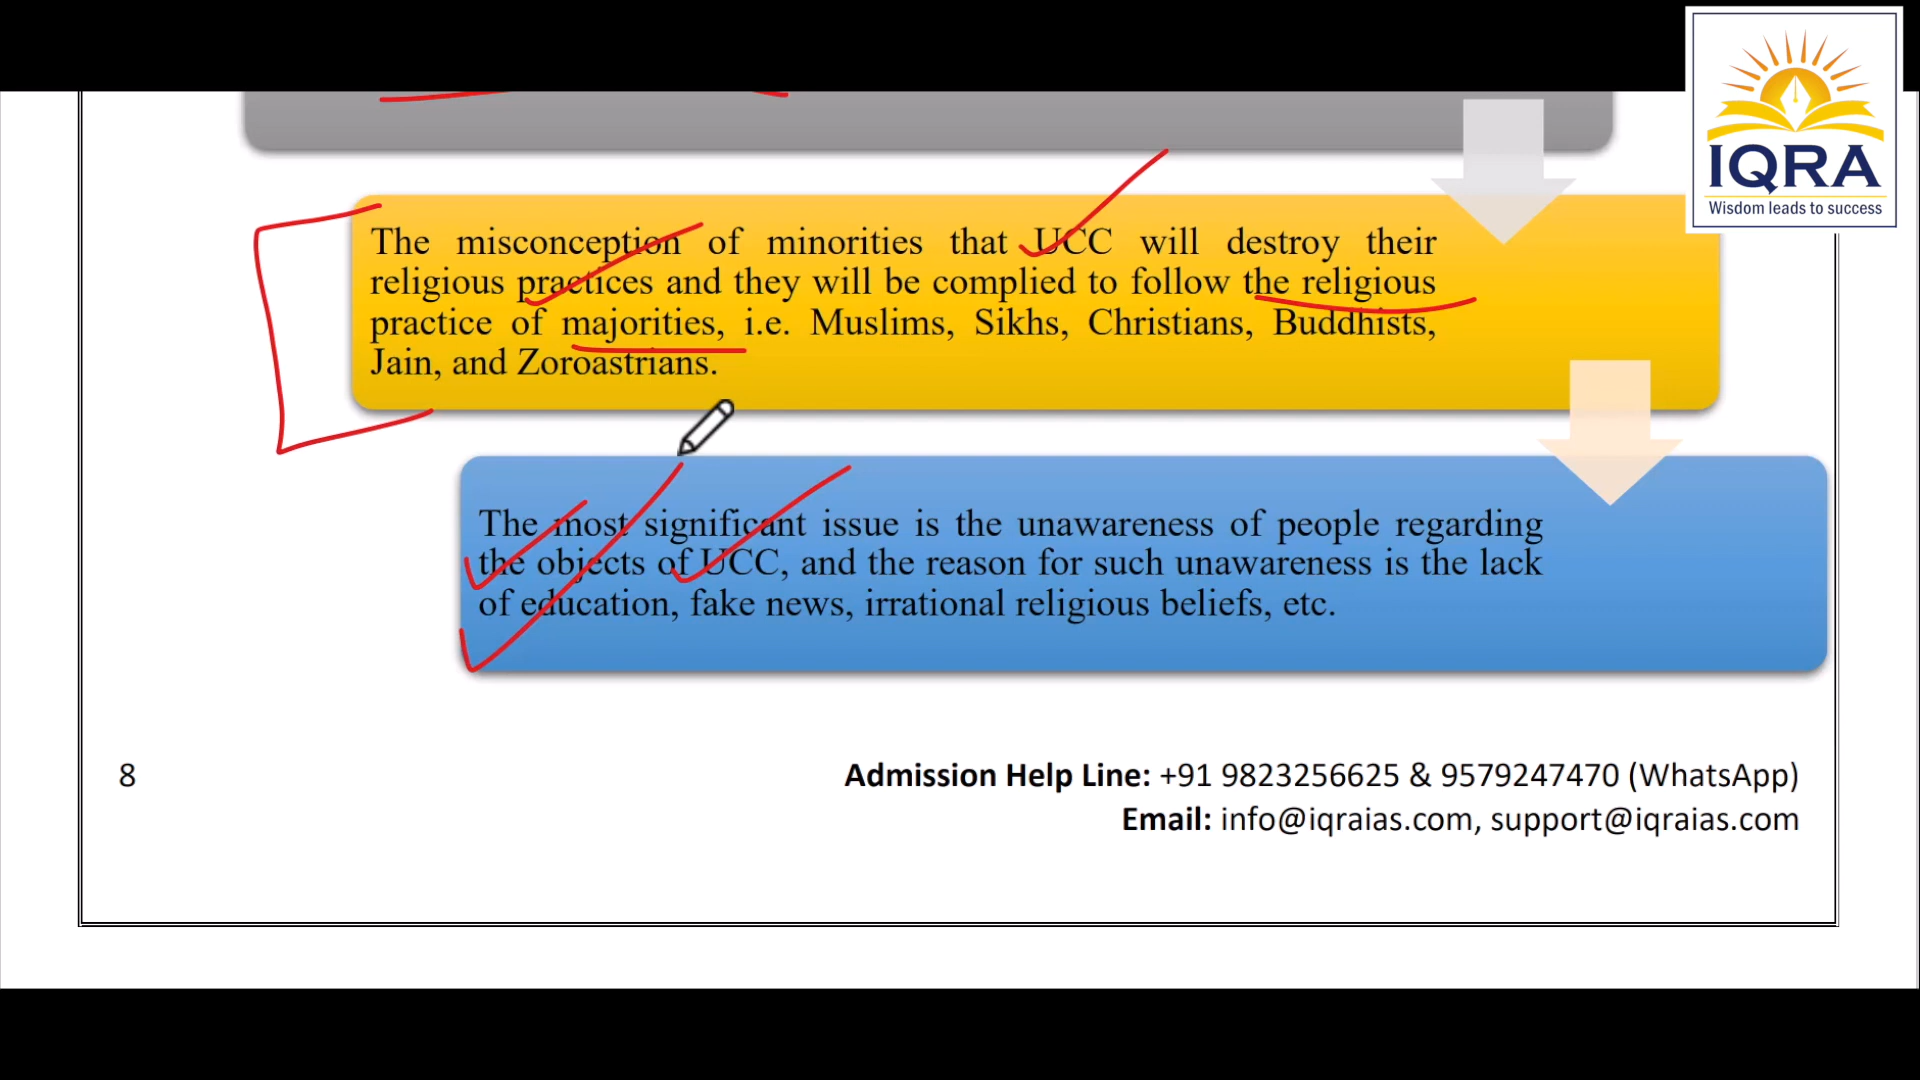 IQRA
Wisdom leads to success
The misconception of minorities that UCC will destroy their
religious practices and they will be complied to follow the religious
practice of majorities, i.e. Muslims, Sikhs, Christians, Buddhists,
Jain, and Zoroastrians.
The most significant issue is the unawareness of people regarding
the objects of UCC, and the reason for such unawareness is the lack
of education, fake news, irrational religious beliefs, etc.
8
Admission Help Line: +91 9823256625 & 9579247470 (WhatsApp)
Email: info@iqraias.com, support@iqraias.com